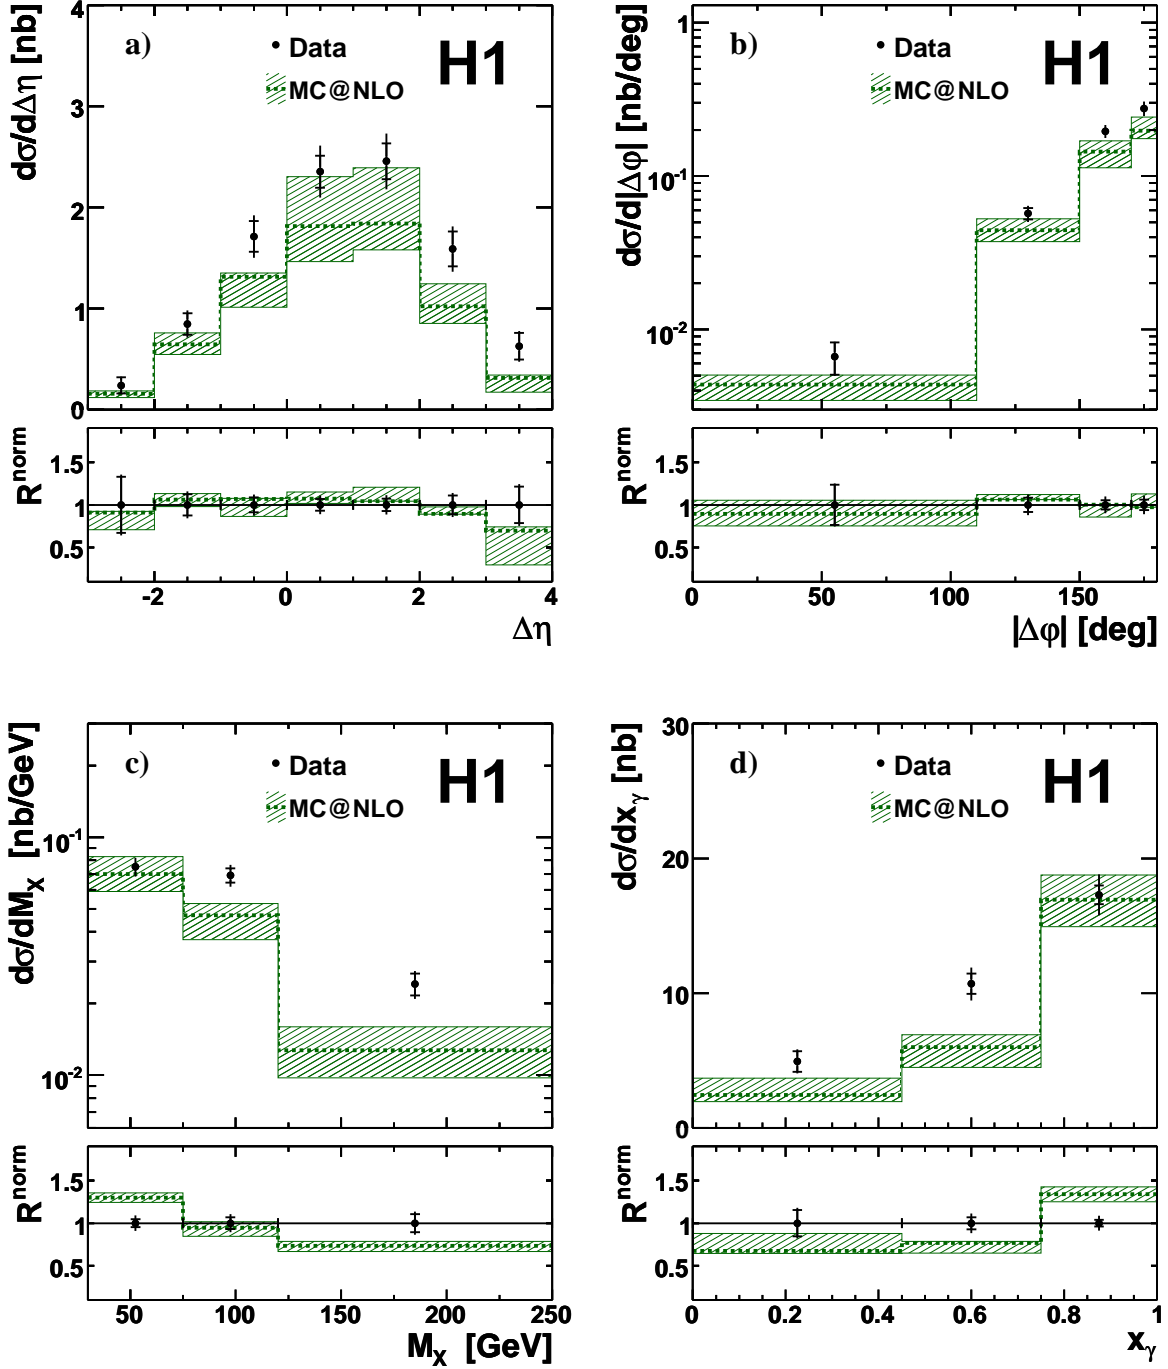 dσ/dΔη [nb]
4
3
2
1
0
a)
Data
MC@NLO
H1
R^norm
1.5
1
0.5
-2
0
2
4
Δη
dσ/d|Δφ| [nb/deg]
1
10^-1
10^-2
b)
Data
MC@NLO
H1
R^norm
1.5
1
0.5
0
50
100
150
|Δφ| [deg]
dσ/dM_X [nb/GeV]
10^-1
10^-2
c)
Data
MC@NLO
H1
R^norm
1.5
1
0.5
50
100
150
200
250
M_X [GeV]
dσ/dx_γ [nb]
30
20
10
0
d)
Data
MC@NLO
H1
R^norm
1.5
1
0.5
0
0.2
0.4
0.6
0.8
1
x_γ